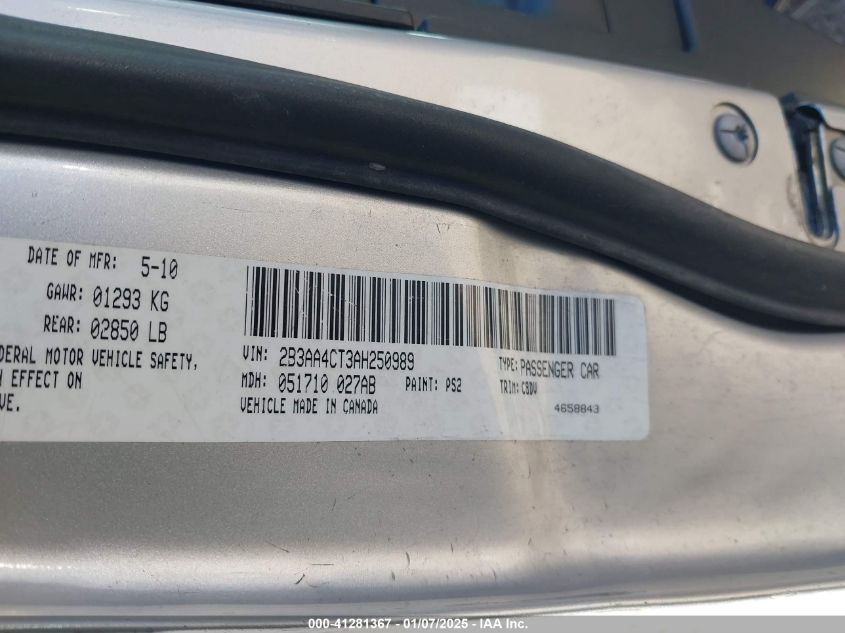 DATE OF MFR: 5-10
GAWR: 01293 KG
REAR: 02850 LB
DERAL MOTOR VEHICLE SAFETY,
EFFECT ON
VE.
VIN: 2B3AA4CT3AH250989
TYPE: PASSENGER CAR
MDH: 051710 027AB PAINT: PS2
TRIM: C8DV
VEHICLE MADE IN CANADA
4658843
000-41281367 - 01/07/2025 - IAA Inc.